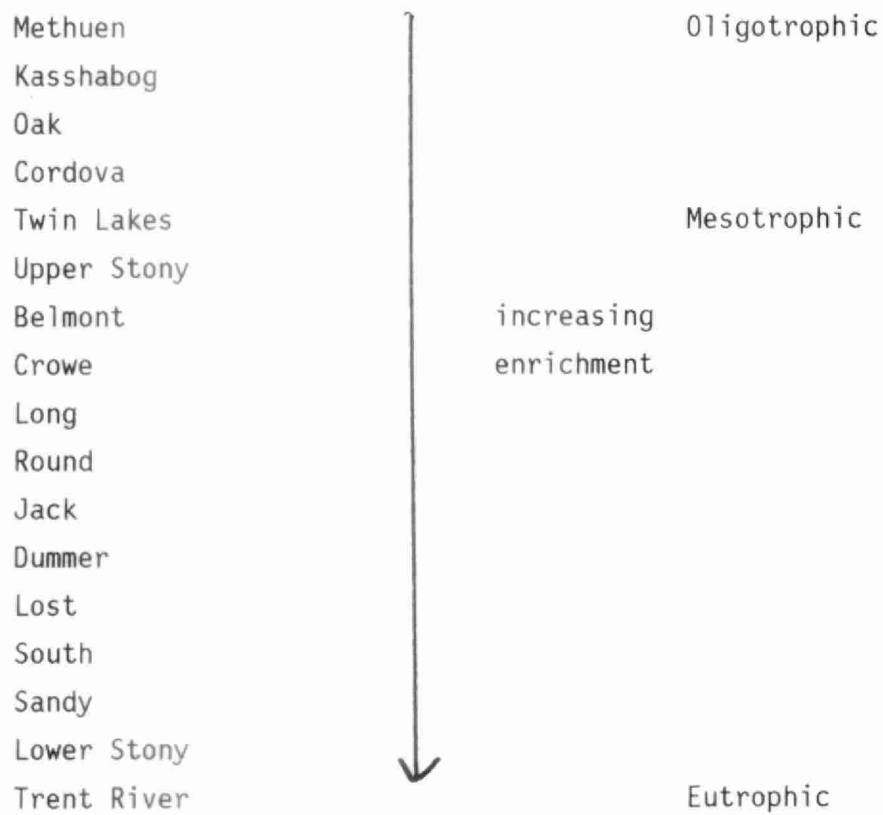 Methuen Oligotrophic
Kasshabog
Oak
Cordova
Twin Lakes Mesotrophic
Upper Stony
Belmont increasing
Crowe enrichment
Long
Round
Jack
Dummer
Lost
South
Sandy
Lower Stony
Trent River Eutrophic